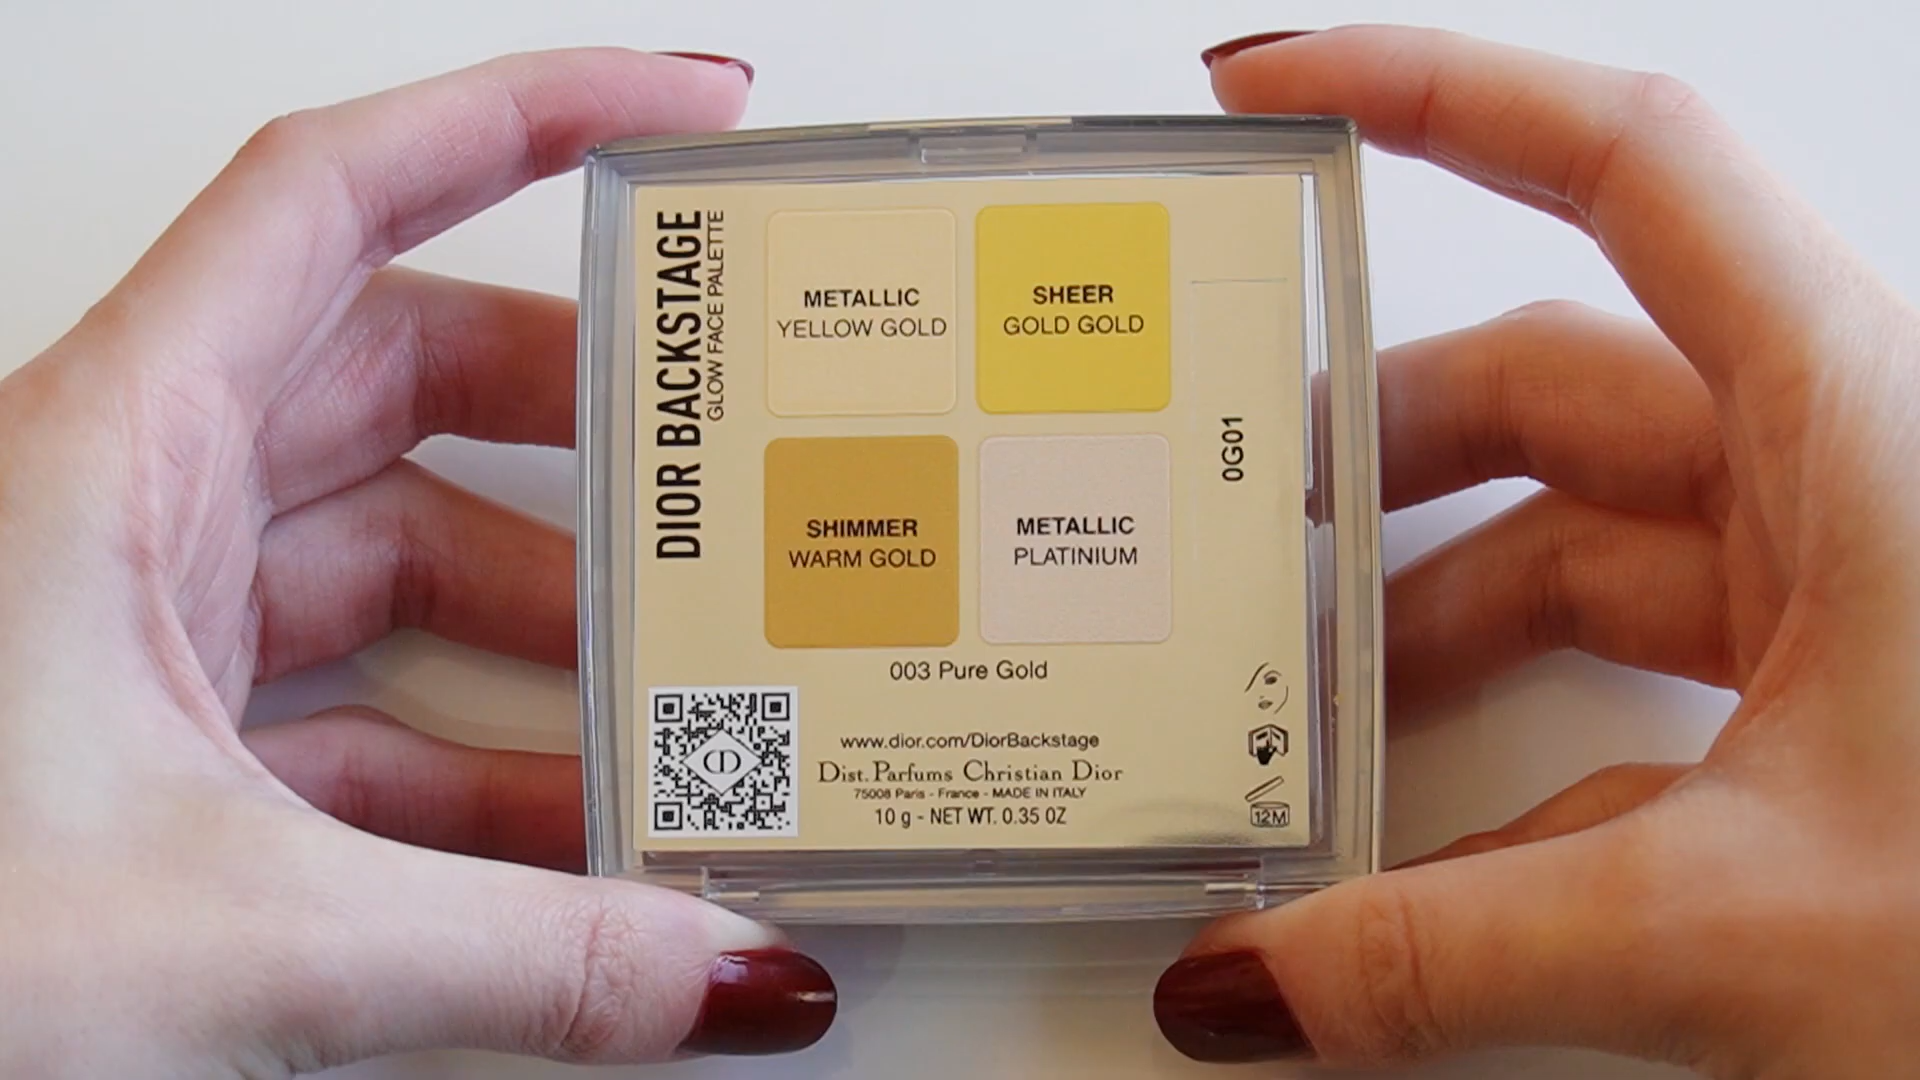 DIOR BACKSTAGE
GLOW FACE PALETTE
METALLIC
YELLOW GOLD
SHEER
GOLD GOLD
SHIMMER
WARM GOLD
METALLIC
PLATINIUM
0G01
003 Pure Gold
www.dior.com/DiorBackstage
Dist. Parfums Christian Dior
75008 Paris - France - MADE IN ITALY
10 g - NET WT. 0.35 OZ
CD
12M